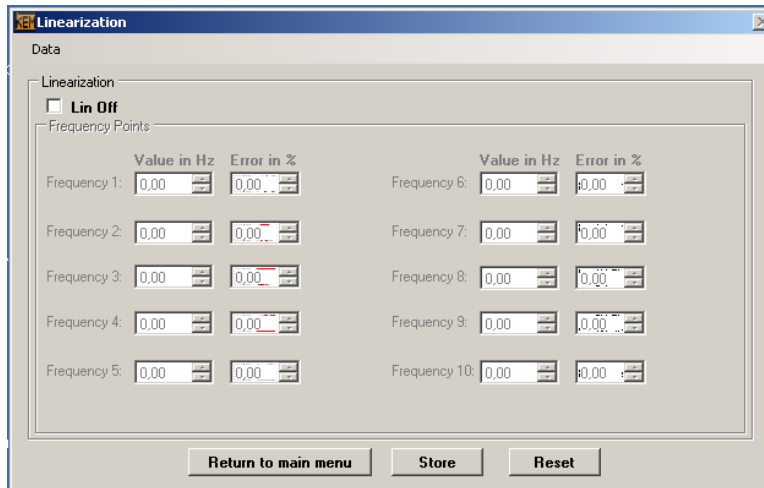 KEM Linearization
Data
Linearization
Lin Off
Frequency Points
Value in Hz Error in % Value in Hz Error in %
Frequency 1: 0,00 0,00 Frequency 6: 0,00 0,00
Frequency 2: 0,00 0,00 Frequency 7: 0,00 0,00
Frequency 3: 0,00 0,00 Frequency 8: 0,00 0,00
Frequency 4: 0,00 0,00 Frequency 9: 0,00 0,00
Frequency 5: 0,00 0,00 Frequency 10: 0,00 0,00
Return to main menu Store Reset